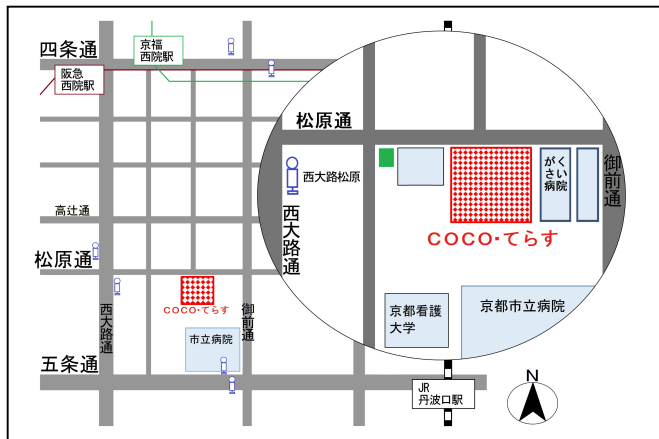 四条通
京福
西院駅
阪急
西院駅
松原通
西大路松原
くいな
がさ病院
御前通
西大路通
COCO・てらす
高辻通
松原通
COCO・てらす
西大路通
御前通
市立病院
京都看護
大学
京都市立病院
五条通
JR
丹波口駅
N